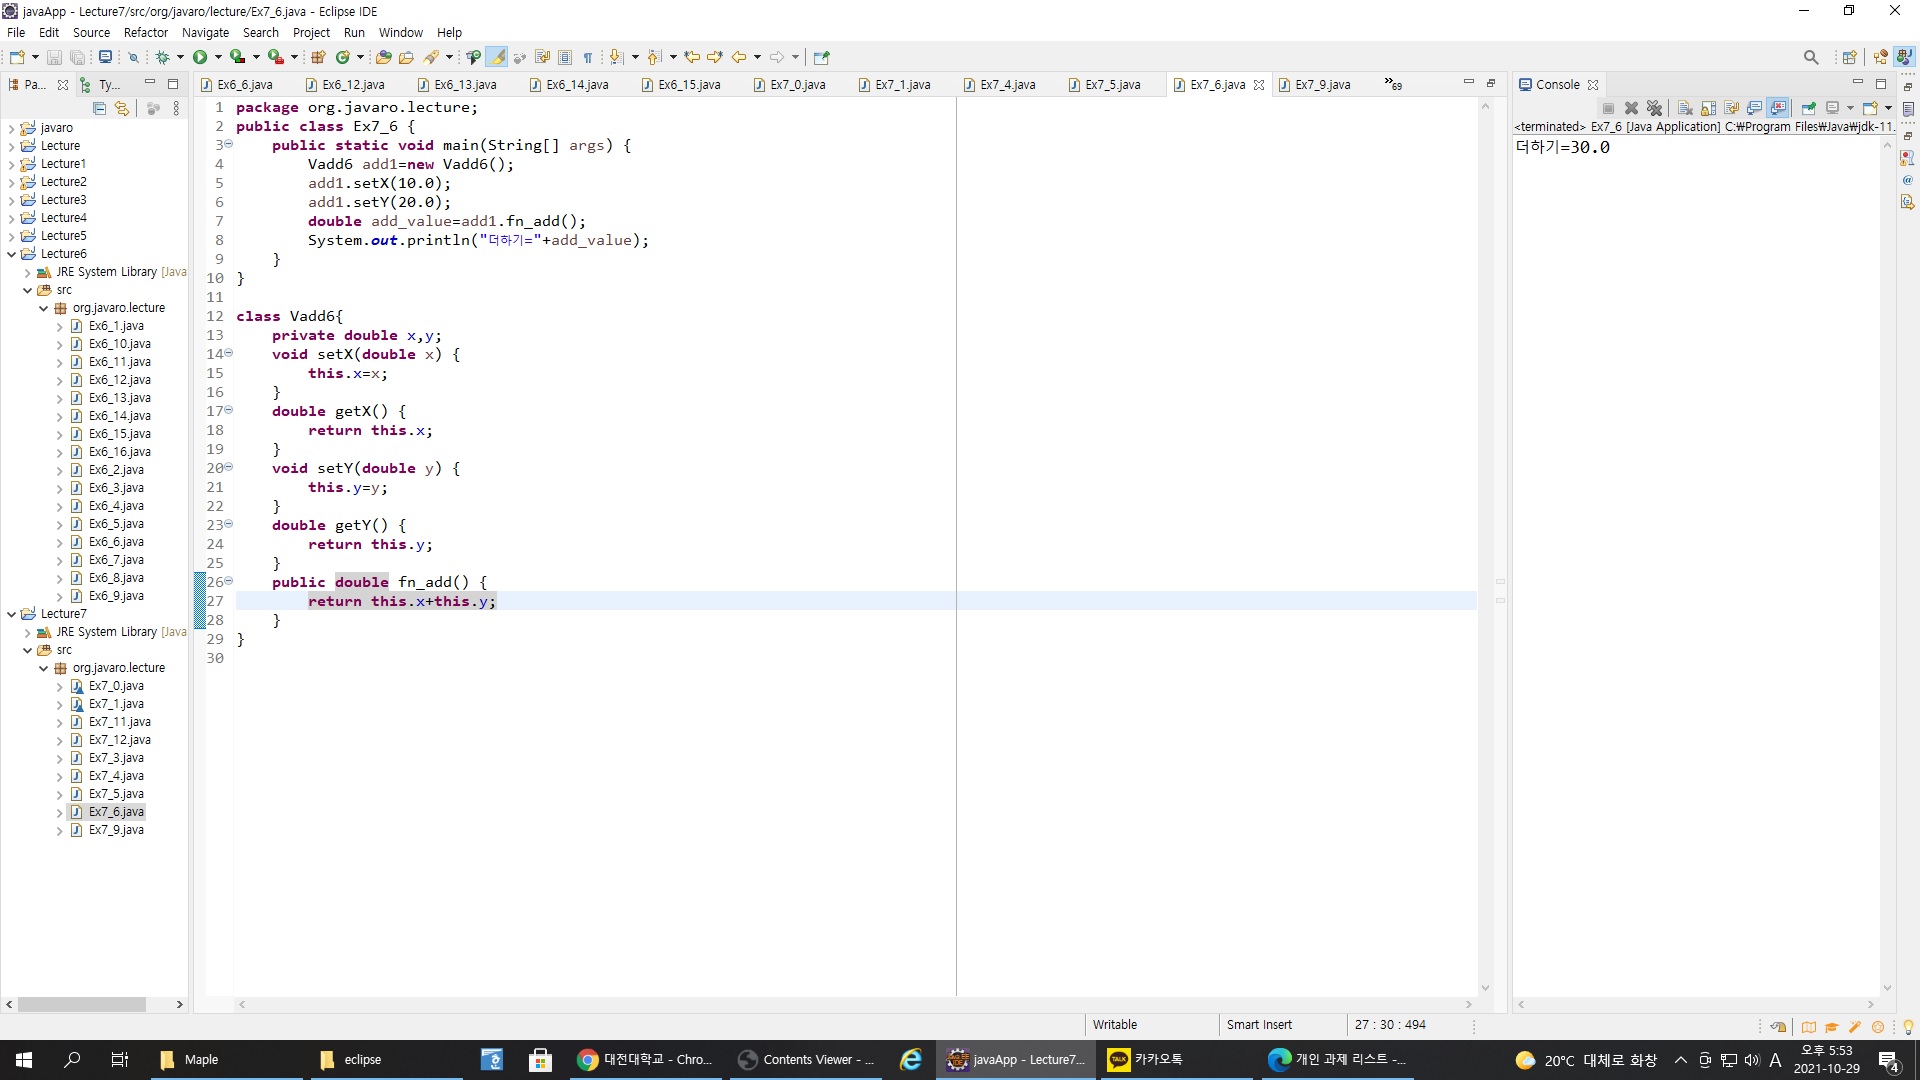 javaApp - Lecture7/src/org/javaro/lecture/Ex7_6.java - Eclipse IDE
File Edit Source Refactor Navigate Search Project Run Window Help
Pa... Ty...
Ex6_6.java Ex6_12.java Ex6_13.java Ex6_14.java Ex6_15.java Ex7_0.java Ex7_1.java Ex7_4.java Ex7_5.java Ex7_6.java Ex7_9.java »69
Console
<terminated> Ex7_6 [Java Application] C:₩Program Files₩Java₩jdk-11.
더하기=30.0
javaro
Lecture
Lecture1
Lecture2
Lecture3
Lecture4
Lecture5
Lecture6
JRE System Library [Java
src
org.javaro.lecture
Ex6_1.java
Ex6_10.java
Ex6_11.java
Ex6_12.java
Ex6_13.java
Ex6_14.java
Ex6_15.java
Ex6_16.java
Ex6_2.java
Ex6_3.java
Ex6_4.java
Ex6_5.java
Ex6_6.java
Ex6_7.java
Ex6_8.java
Ex6_9.java
Lecture7
JRE System Library [Java
src
org.javaro.lecture
Ex7_0.java
Ex7_1.java
Ex7_11.java
Ex7_12.java
Ex7_3.java
Ex7_4.java
Ex7_5.java
Ex7_6.java
Ex7_9.java
1 package org.javaro.lecture;
2 public class Ex7_6 {
3 public static void main(String[] args) {
4 Vadd6 add1=new Vadd6();
5 add1.setX(10.0);
6 add1.setY(20.0);
7 double add_value=add1.fn_add();
8 System.out.println("더하기="+add_value);
9 }
10 }
11
12 class Vadd6{
13 private double x,y;
14 void setX(double x) {
15 this.x=x;
16 }
17 double getX() {
18 return this.x;
19 }
20 void setY(double y) {
21 this.y=y;
22 }
23 double getY() {
24 return this.y;
25 }
26 public double fn_add() {
27 return this.x+this.y;
28 }
29 }
30
Writable Smart Insert 27 : 30 : 494
Maple eclipse 대전대학교 - Chro... Contents Viewer - ... javaApp - Lecture7... TALK 카카오톡 개인 과제 리스트 -... 20°C 대체로 화창 A 오후 5:53
2021-10-29 4